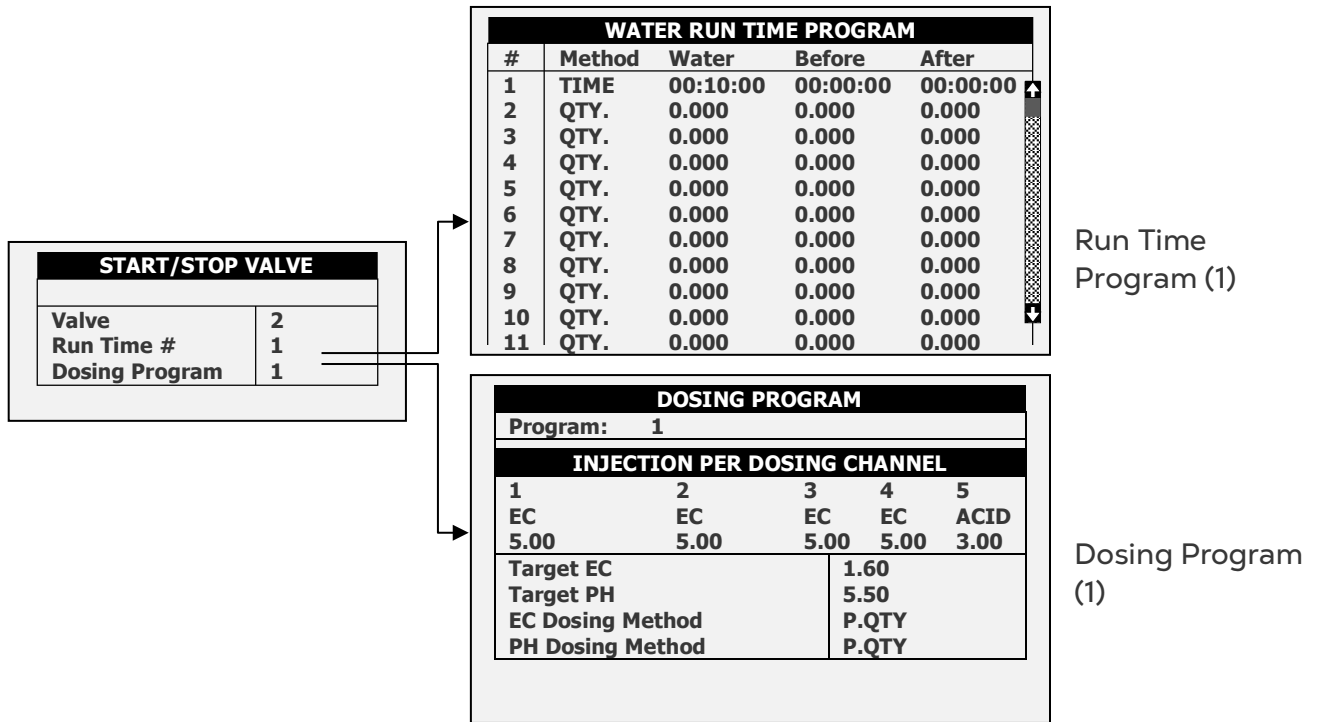 START/STOP VALVE
Valve 2
Run Time # 1
Dosing Program 1
WATER RUN TIME PROGRAM
# Method Water Before After
1 TIME 00:10:00 00:00:00 00:00:00
2 QTY. 0.000 0.000 0.000
3 QTY. 0.000 0.000 0.000
4 QTY. 0.000 0.000 0.000
5 QTY. 0.000 0.000 0.000
6 QTY. 0.000 0.000 0.000
7 QTY. 0.000 0.000 0.000
8 QTY. 0.000 0.000 0.000
9 QTY. 0.000 0.000 0.000
10 QTY. 0.000 0.000 0.000
11 QTY. 0.000 0.000 0.000
Run Time
Program (1)
DOSING PROGRAM
Program: 1
INJECTION PER DOSING CHANNEL
1 2 3 4 5
EC EC EC EC ACID
5.00 5.00 5.00 5.00 3.00
Target EC 1.60
Target PH 5.50
EC Dosing Method P.QTY
PH Dosing Method P.QTY
Dosing Program
(1)